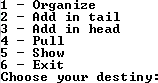 1 - Organize
2 - Add in tail
3 - Add in head
4 - Pull
5 - Show
6 - Exit
Choose your destiny: